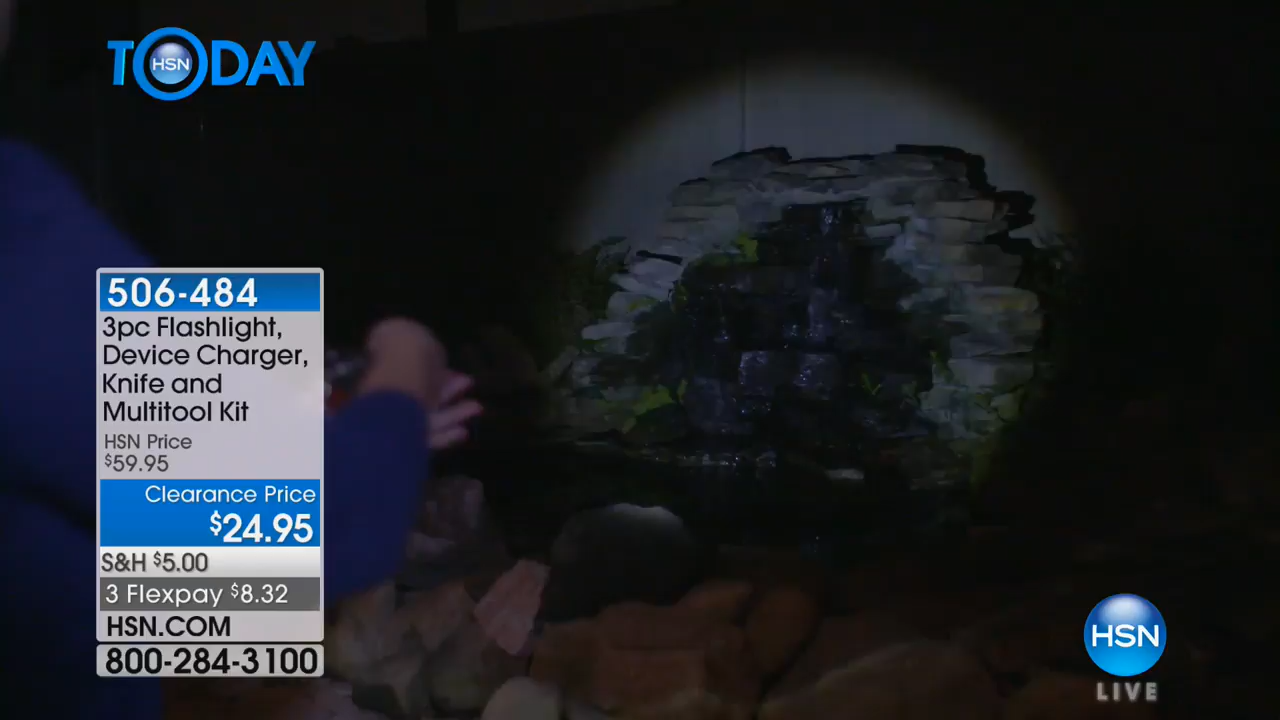 TODAY
HSN
506-484
3pc Flashlight,
Device Charger,
Knife and
Multitool Kit
HSN Price
$59.95
Clearance Price
$24.95
S&H $5.00
3 Flexpay $8.32
HSN.COM
800-284-3100
HSN
LIVE